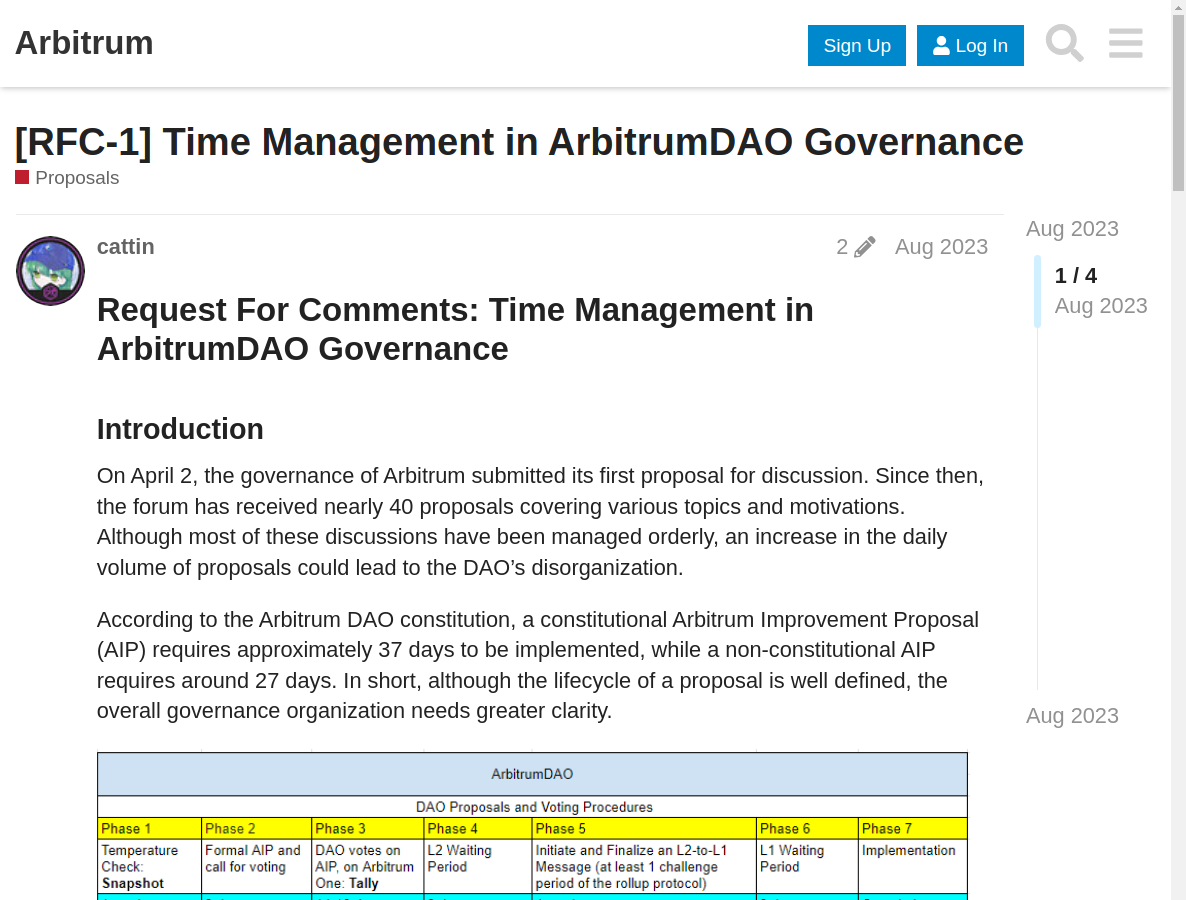 Arbitrum
Sign Up
Log In
[RFC-1] Time Management in ArbitrumDAO Governance
Proposals
Aug 2023
cattin
2
Aug 2023
1 / 4
Aug 2023
Request For Comments: Time Management in
ArbitrumDAO Governance
Introduction
On April 2, the governance of Arbitrum submitted its first proposal for discussion. Since then,
the forum has received nearly 40 proposals covering various topics and motivations.
Although most of these discussions have been managed orderly, an increase in the daily
volume of proposals could lead to the DAO’s disorganization.
According to the Arbitrum DAO constitution, a constitutional Arbitrum Improvement Proposal
(AIP) requires approximately 37 days to be implemented, while a non-constitutional AIP
requires around 27 days. In short, although the lifecycle of a proposal is well defined, the
overall governance organization needs greater clarity.
Aug 2023
ArbitrumDAO
DAO Proposals and Voting Procedures
Phase 1
Phase 2
Phase 3
Phase 4
Phase 5
Phase 6
Phase 7
Temperature
Check:
Snapshot
Formal AIP and
call for voting
DAO votes on
AIP, on Arbitrum
One: Tally
L2 Waiting
Period
Initiate and Finalize an L2-to-L1
Message (at least 1 challenge
period of the rollup protocol)
L1 Waiting
Period
Implementation